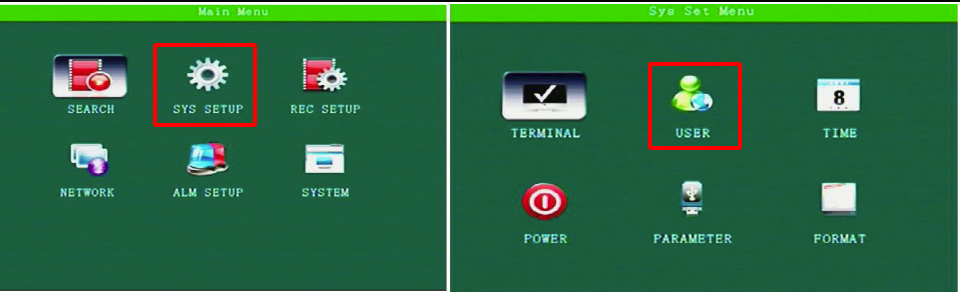 Main Menu
SEARCH SYS SETUP REC SETUP
NETWORK ALM SETUP SYSTEM
Sys Set Menu
TERMINAL USER TIME
8
POWER PARAMETER FORMAT